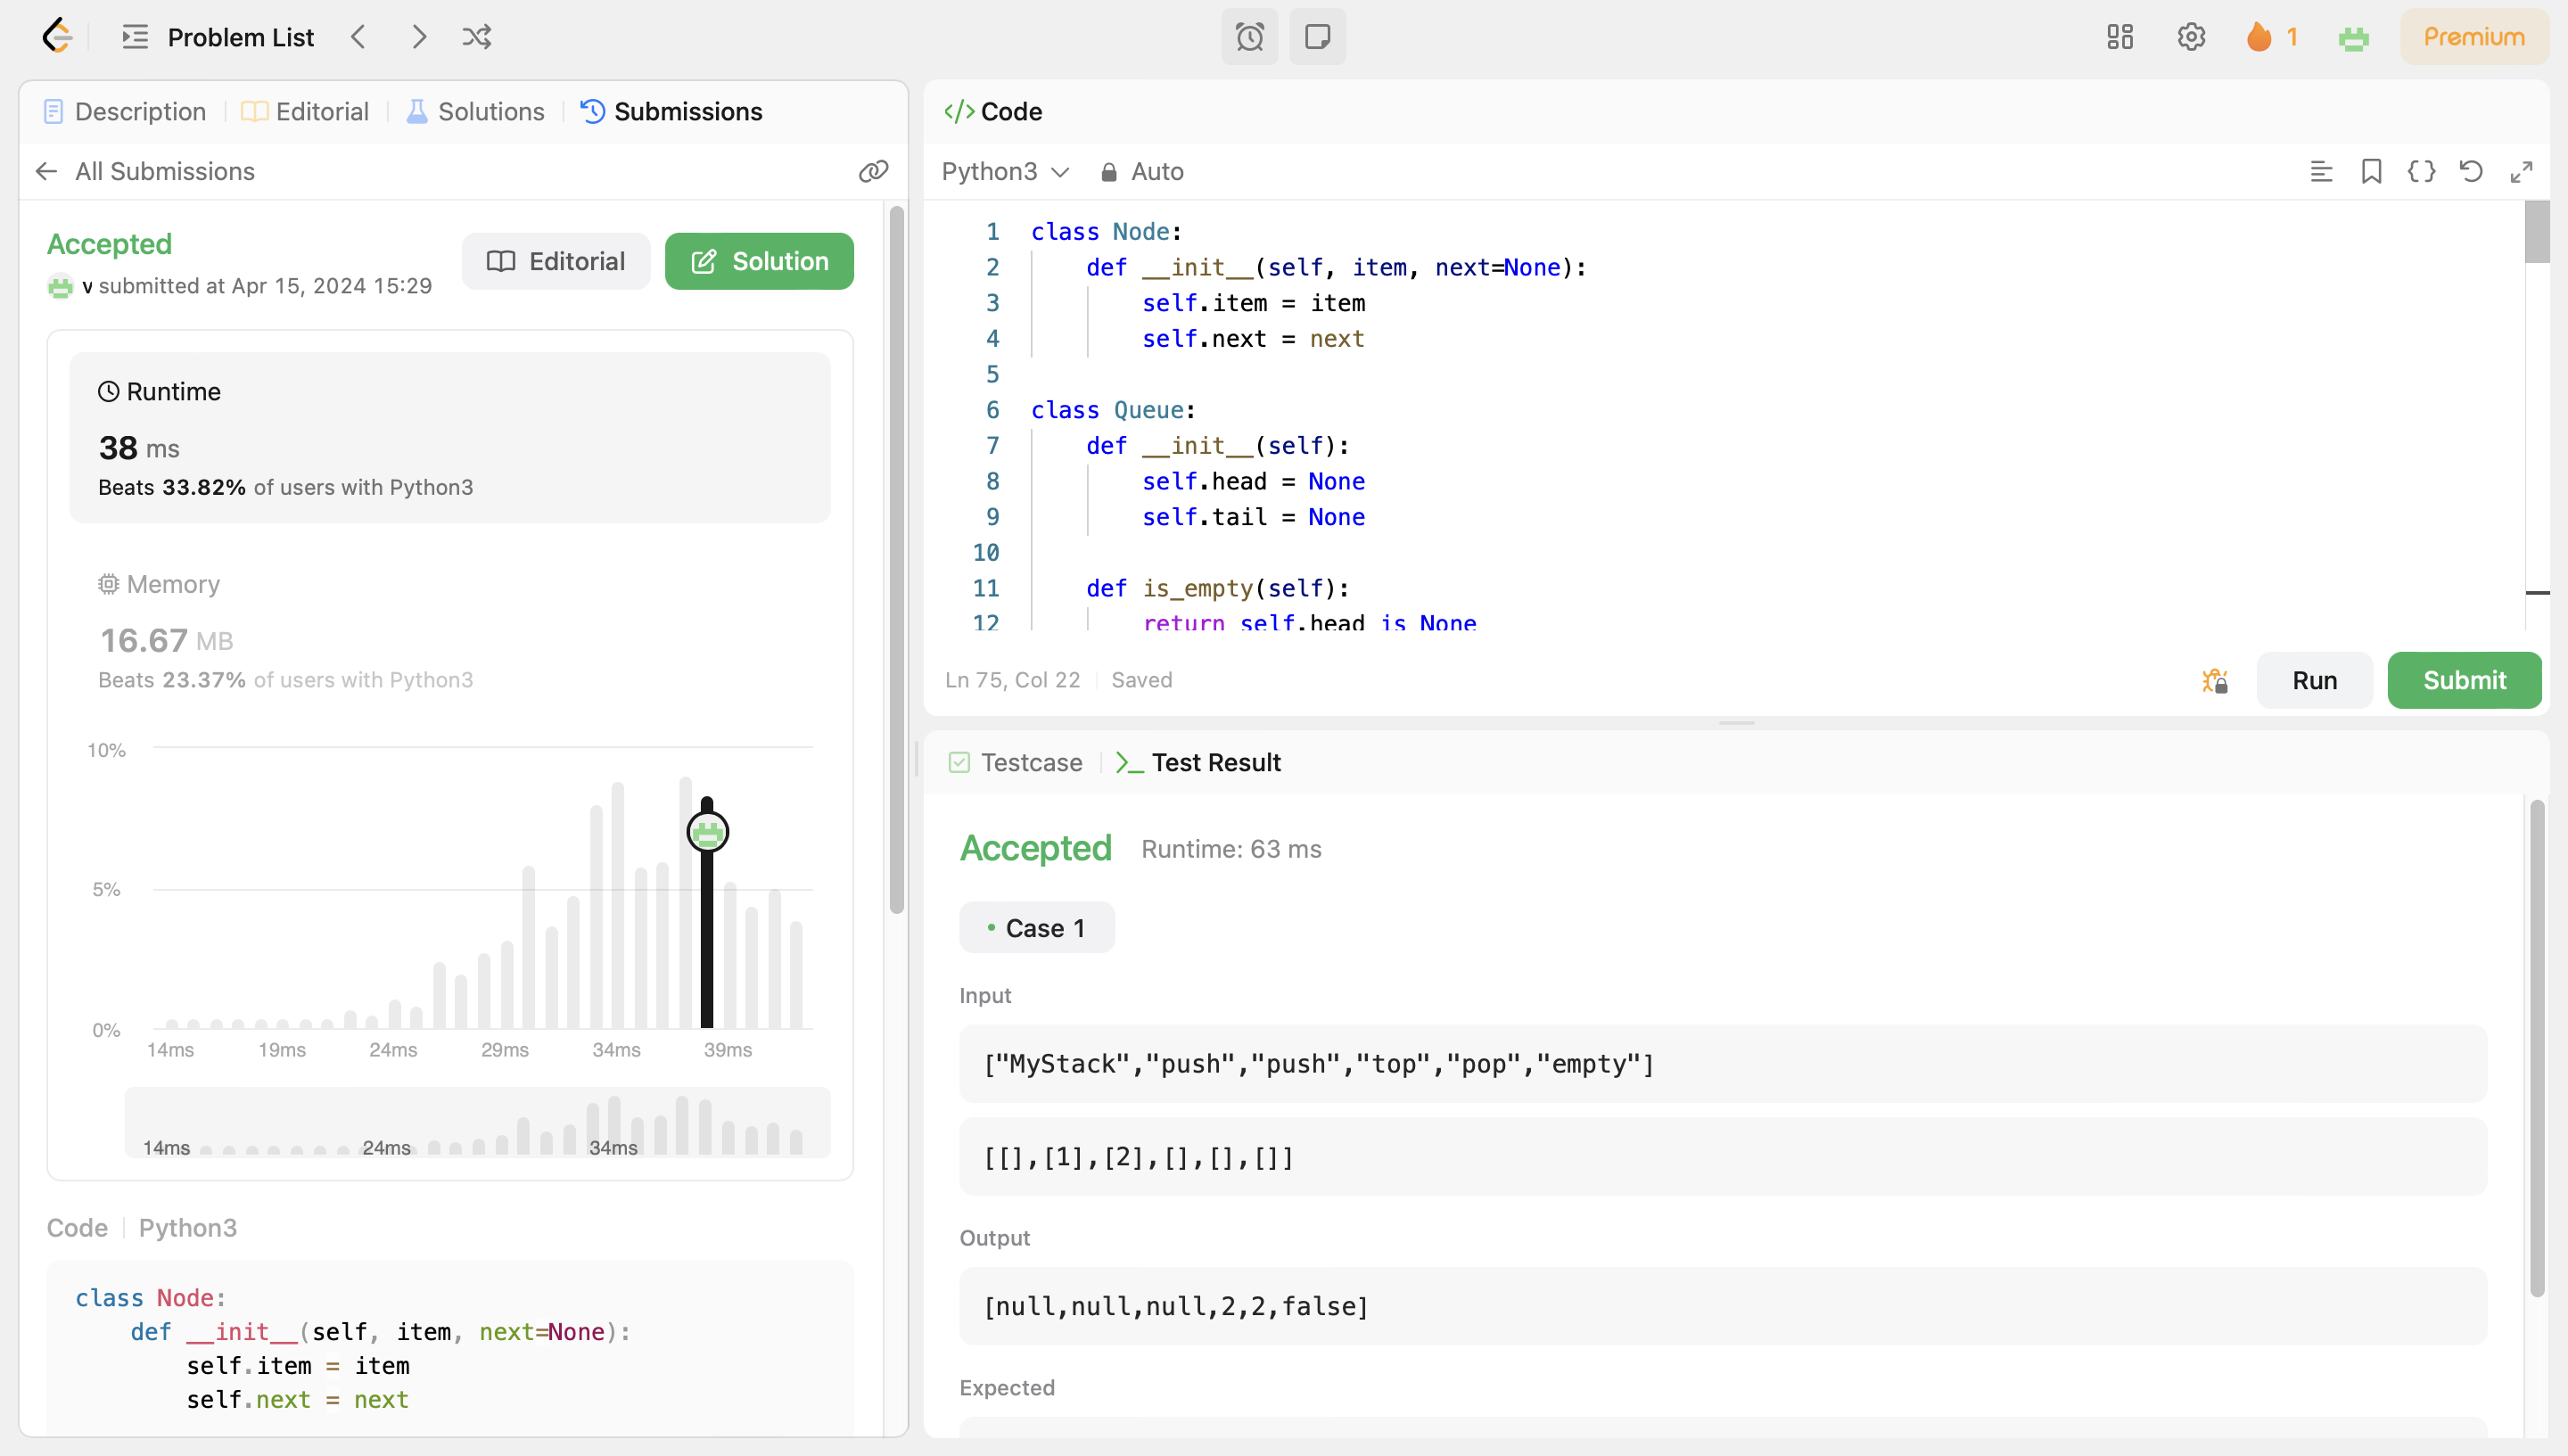 Problem List
1
Premium
Description
Editorial
Solutions
Submissions
All Submissions
Accepted
v submitted at Apr 15, 2024 15:29
Editorial
Solution
Runtime
38 ms
Beats 33.82% of users with Python3
Memory
16.67 MB
Beats 23.37% of users with Python3
10%
5%
0%
14ms 19ms 24ms 29ms 34ms 39ms
14ms 24ms 34ms
Code Python3
class Node:
    def __init__(self, item, next=None):
        self.item = item
        self.next = next
</> Code
Python3
Auto
1 class Node:
2     def __init__(self, item, next=None):
3         self.item = item
4         self.next = next
5
6 class Queue:
7     def __init__(self):
8         self.head = None
9         self.tail = None
10
11     def is_empty(self):
12         return self.head is None
Ln 75, Col 22
Saved
Run
Submit
Testcase
>_ Test Result
Accepted
Runtime: 63 ms
Case 1
Input
["MyStack","push","push","top","pop","empty"]
[[],[1],[2],[],[],[]]
Output
[null,null,null,2,2,false]
Expected